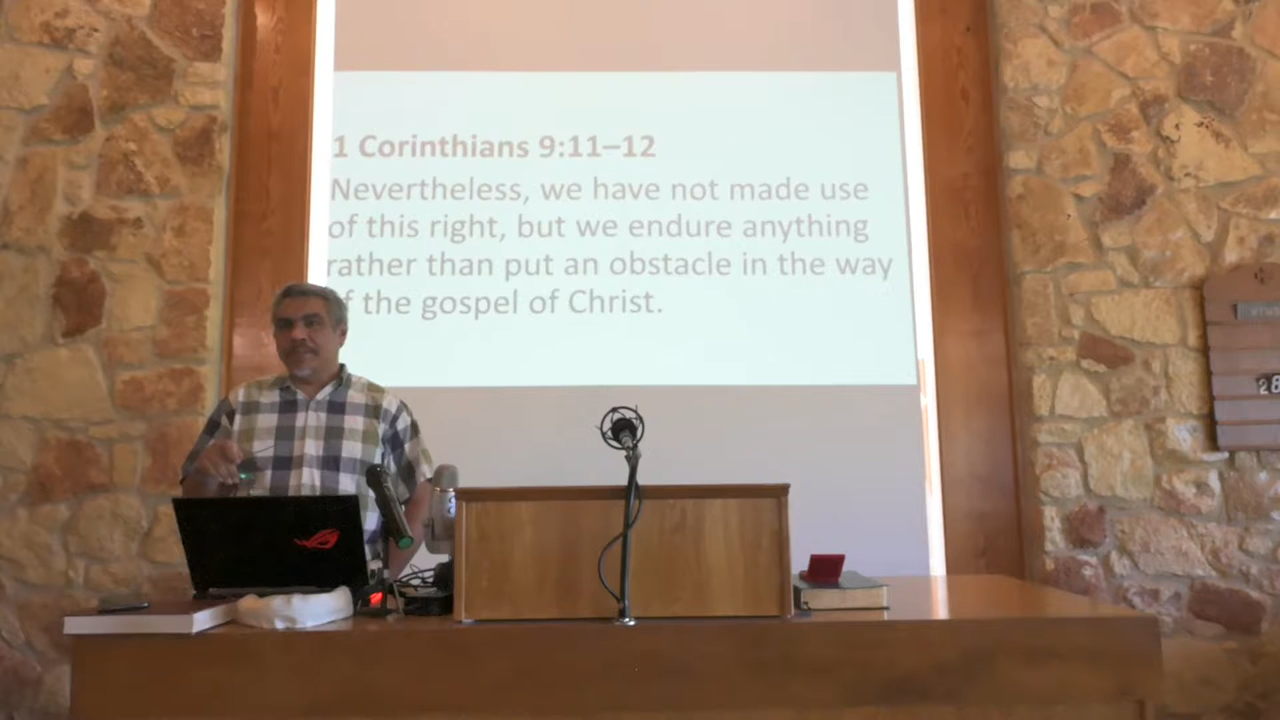 1 Corinthians 9:11–12
Nevertheless, we have not made use
of this right, but we endure anything
rather than put an obstacle in the way
of the gospel of Christ.
28